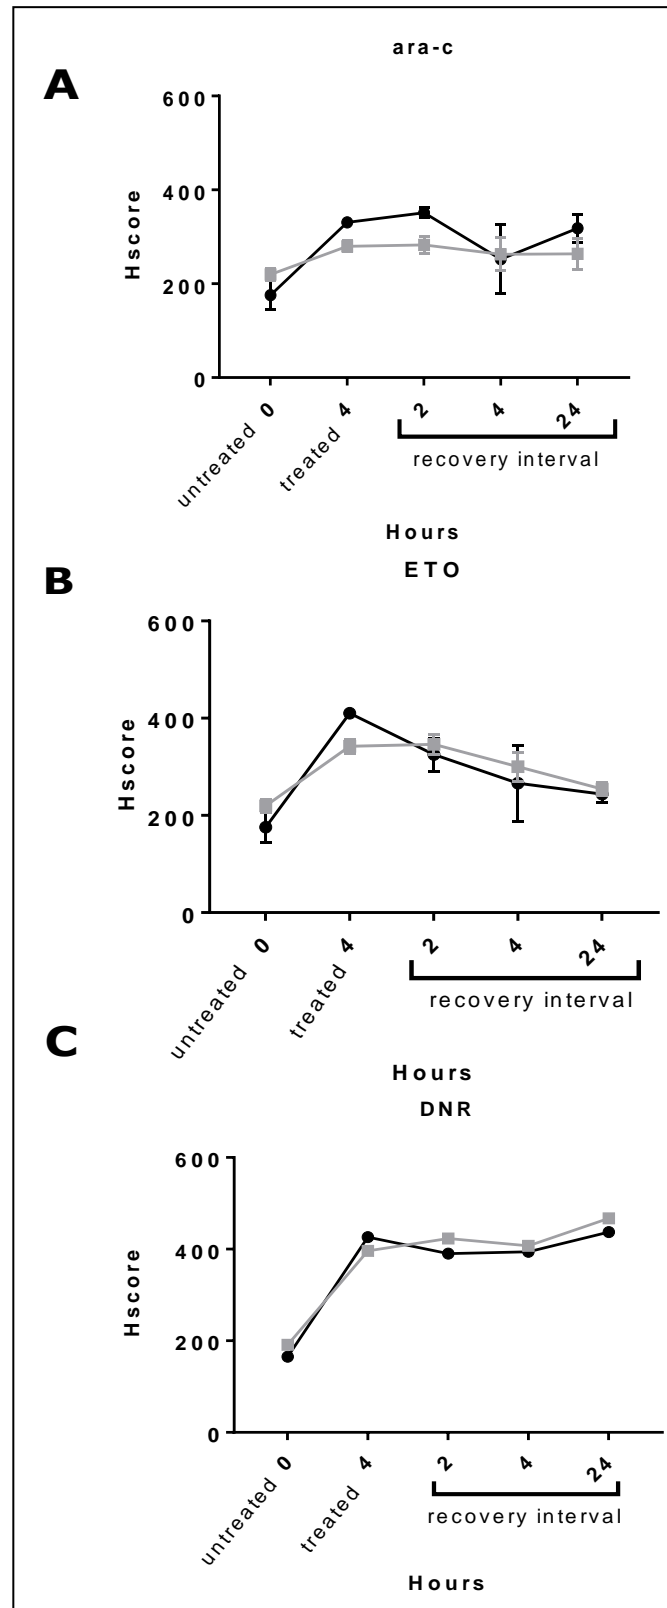 ara-c
A
600
400
200
0
Hscore
untreated 0
treated 4
2
4
24
recovery interval
Hours
ETO
B
600
400
200
0
Hscore
untreated 0
treated 4
2
4
24
recovery interval
Hours
C
DNR
600
400
200
0
Hscore
untreated 0
treated 4
2
4
24
recovery interval
Hours